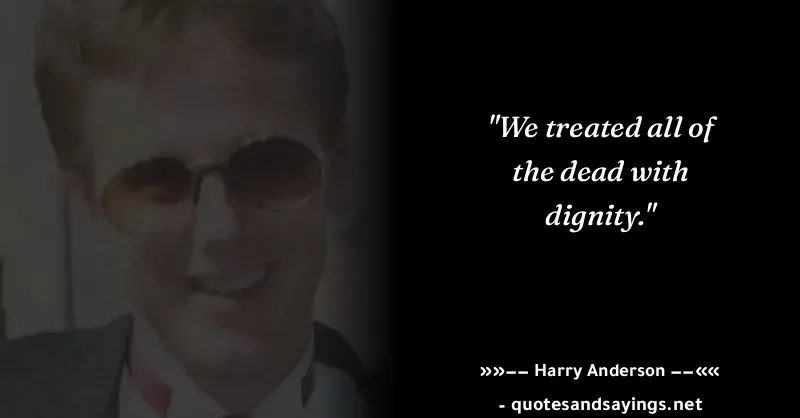 "We treated all of
the dead with
dignity."
»»−− Harry Anderson −−««
- quotesandsayings.net